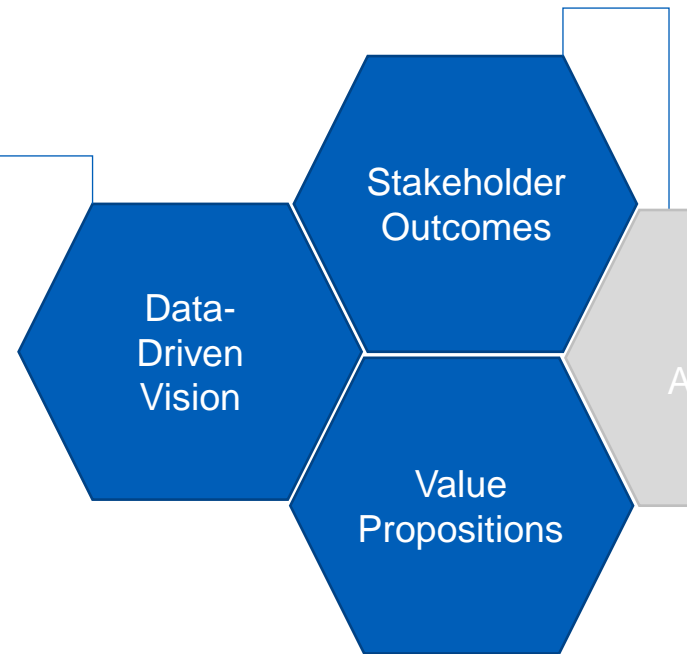 Stakeholder
Outcomes
Data-
Driven
Vision
Value
Propositions